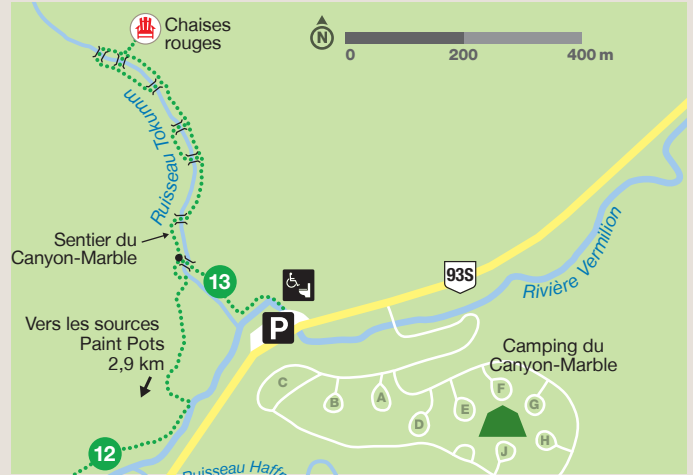 Chaises
rouges
N
0 200 400 m
Ruisseau Tokumm
Sentier du
Canyon-Marble
13
93S
Rivière Vermilion
P
Vers les sources
Paint Pots
2,9 km
Camping du
Canyon-Marble
C
B
A
D
E
F
G
H
J
12
Ruisseau Haff